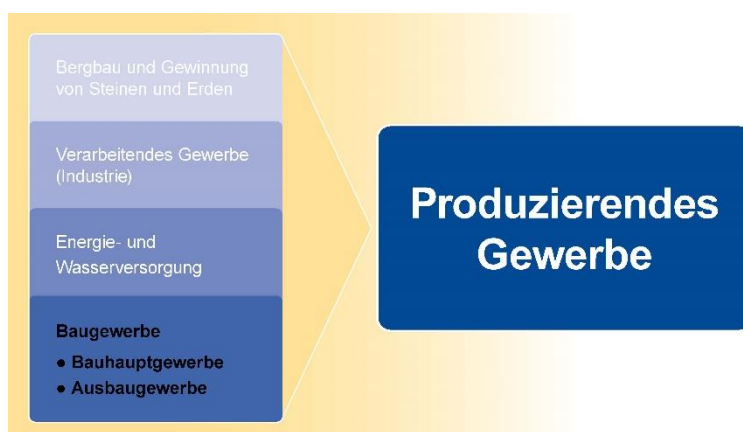 Bergbau und Gewinnung
von Steinen und Erden
Verarbeitendes Gewerbe
(Industrie)
Energie- und
Wasserversorgung
Baugewerbe
● Bauhauptgewerbe
● Ausbaugewerbe
Produzierendes
Gewerbe